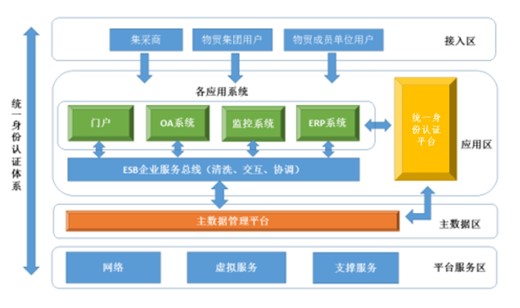 集采商
物贸集团用户
物贸成员单位用户
接入区
各应用系统
门户
OA系统
监控系统
ERP系统
统一身
份认证
平台
应用区
ESB企业服务总线（清洗、交互、协调）
主数据管理平台
主数据区
网络
虚拟服务
支撑服务
平台服务区
统一身份认证体系